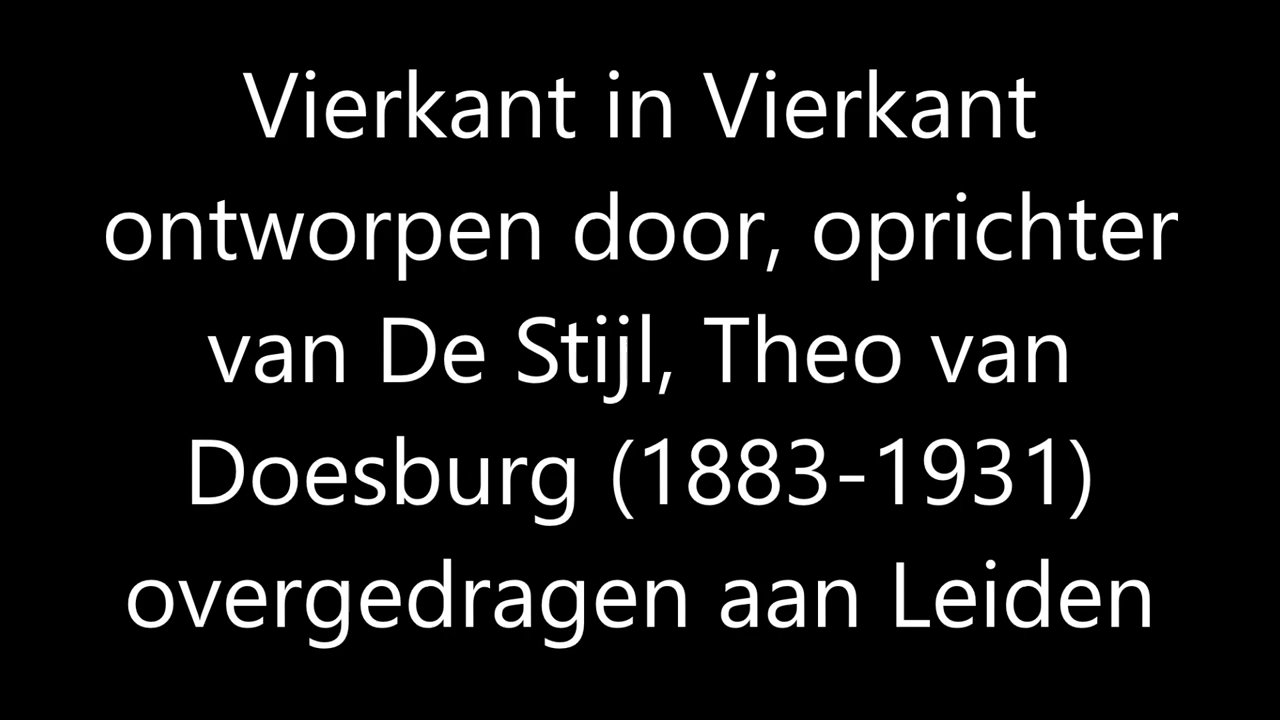 Vierkant in Vierkant
ontworpen door, oprichter
van De Stijl, Theo van
Doesburg (1883-1931)
overgedragen aan Leiden